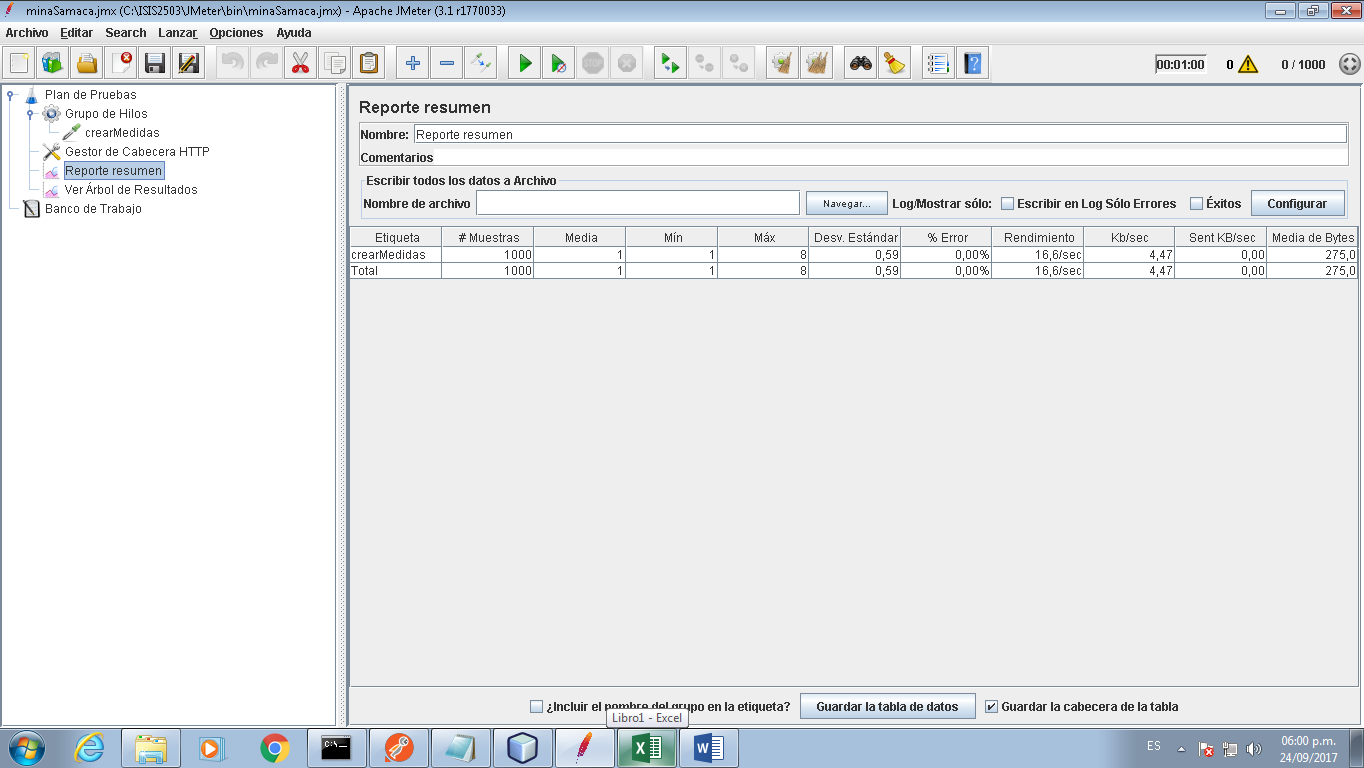 minaSamaca.jmx (C:\ISIS2503\JMeter\bin\minaSamaca.jmx) - Apache JMeter (3.1 r1770033)
Archivo Editar Search Lanzar Opciones Ayuda
00:01:00 0 0 / 1000
Plan de Pruebas
Grupo de Hilos
crearMedidas
Gestor de Cabecera HTTP
Reporte resumen
Ver Árbol de Resultados
Banco de Trabajo
Reporte resumen
Nombre: Reporte resumen
Comentarios
Escribir todos los datos a Archivo
Nombre de archivo Navegar... Log/Mostrar sólo: Escribir en Log Sólo Errores Éxitos Configurar
Etiqueta # Muestras Media Mín Máx Desv. Estándar % Error Rendimiento Kb/sec Sent KB/sec Media de Bytes
crearMedidas 1000 1 1 8 0,59 0,00% 16,6/sec 4,47 0,00 275,0
Total 1000 1 1 8 0,59 0,00% 16,6/sec 4,47 0,00 275,0
¿Incluir el nombre del grupo en la etiqueta? Guardar la tabla de datos Guardar la cabecera de la tabla
Libro1 - Excel
C:\_
ES
06:00 p.m.
24/09/2017